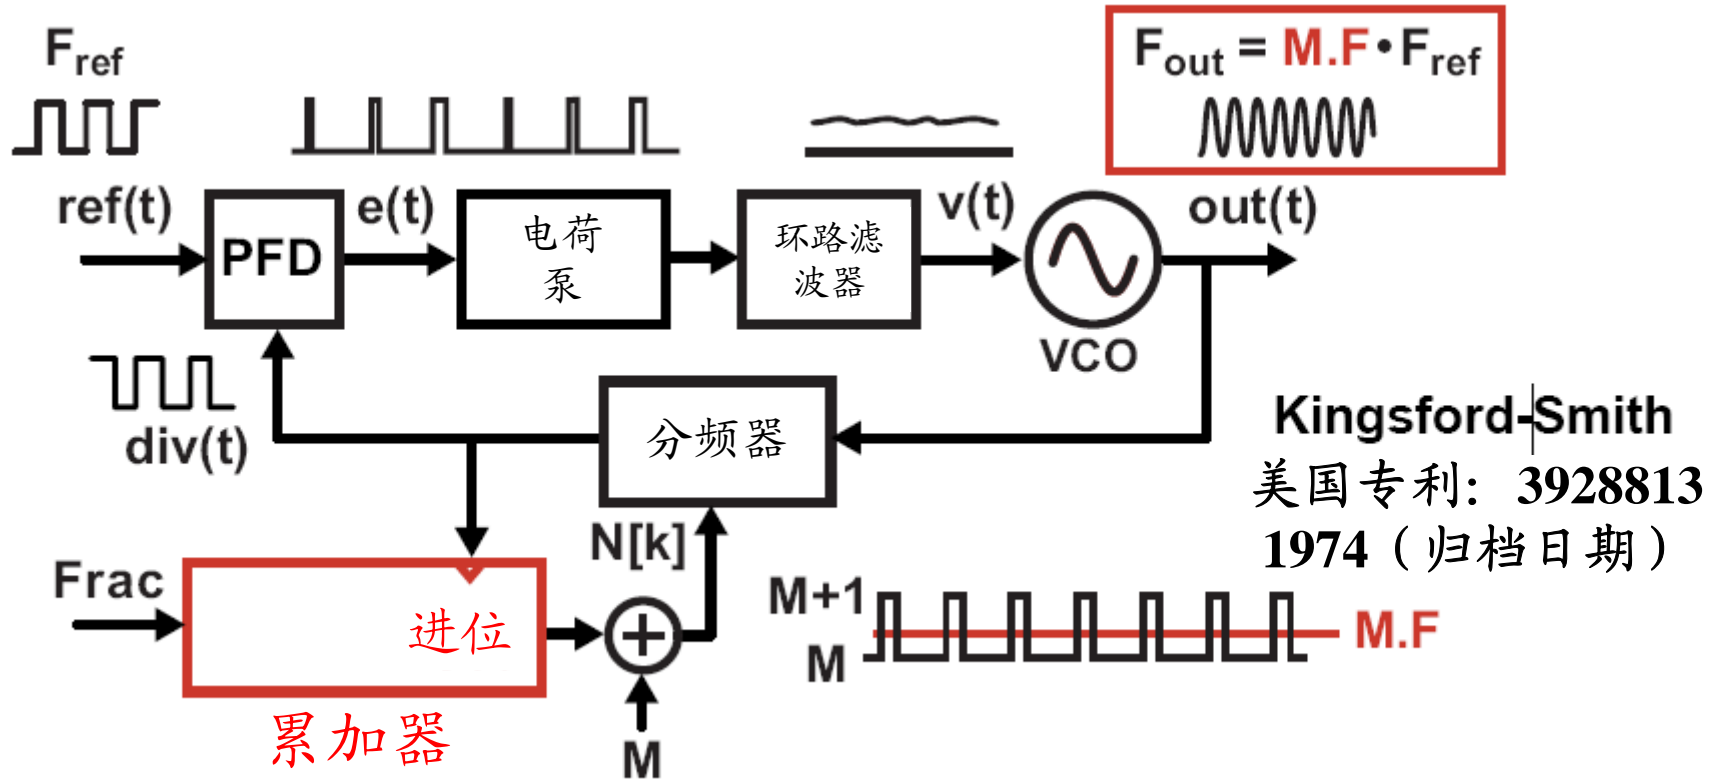 Fref
Fout = M.F•Fref
ref(t)
e(t)
v(t)
out(t)
PFD
电荷
泵
环路滤
波器
VCO
div(t)
分频器
Kingsford-Smith
美国专利：3928813
1974（归档日期）
N[k]
Frac
进位
M+1
M
M.F
累加器
M